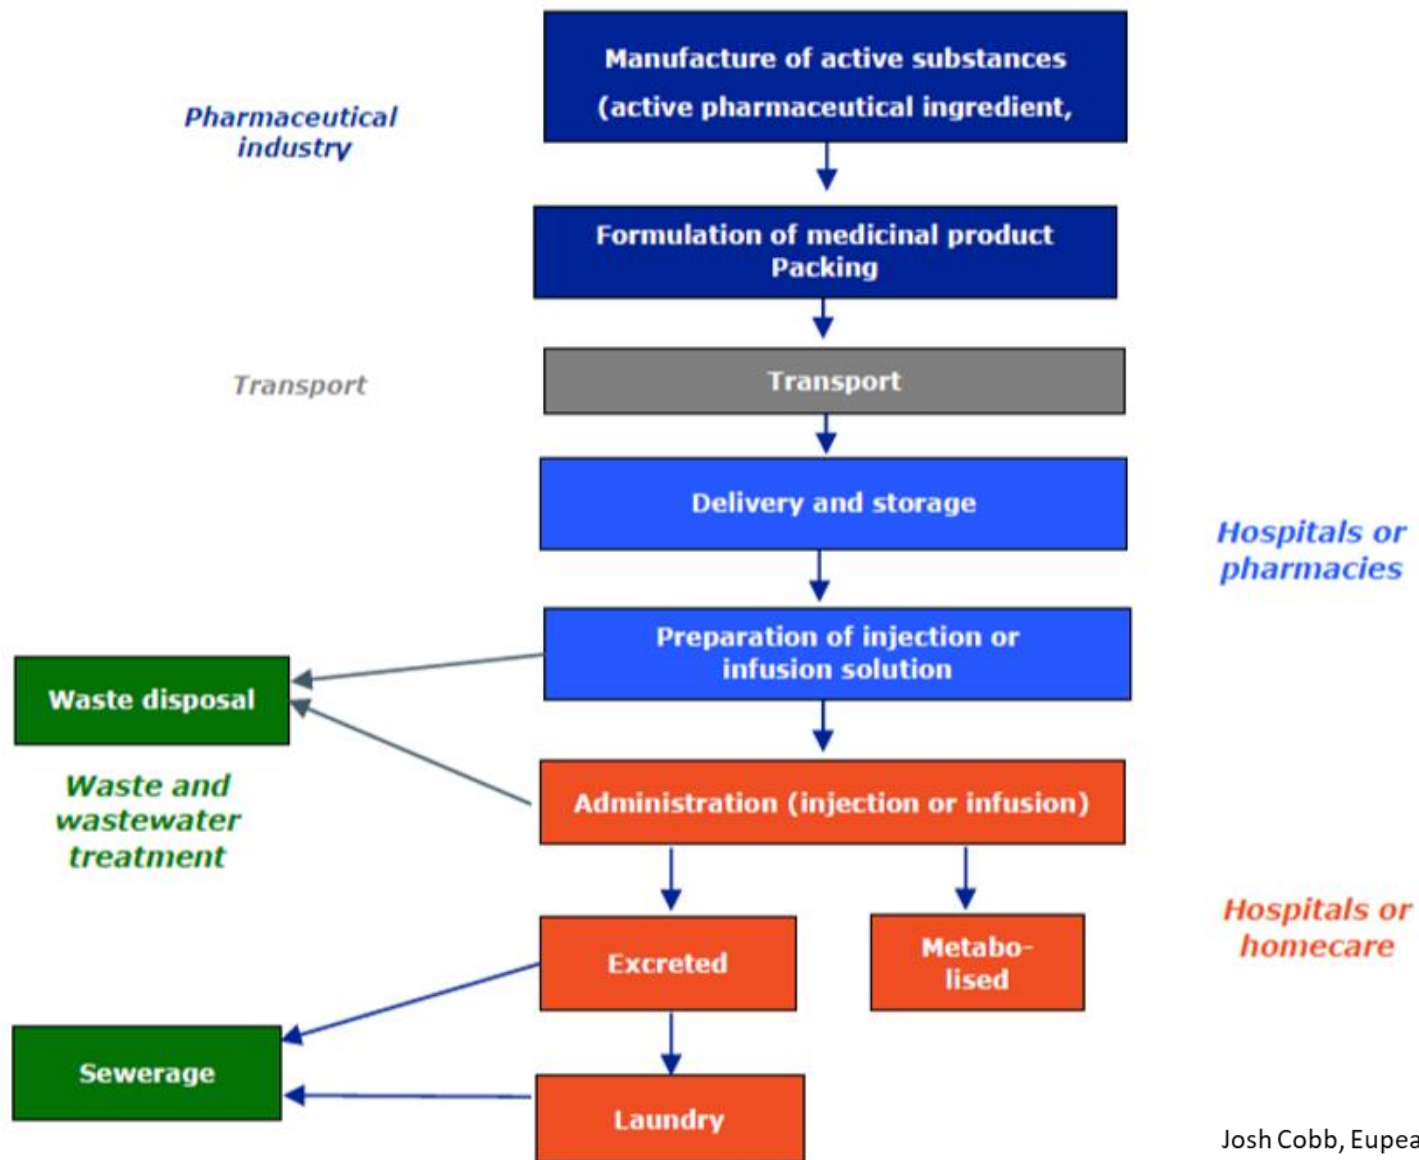 Manufacture of active substances
(active pharmaceutical ingredient,
Pharmaceutical
industry
Formulation of medicinal product
Packing
Transport
Transport
Delivery and storage
Hospitals or
pharmacies
Preparation of injection or
infusion solution
Waste disposal
Waste and
wastewater
treatment
Administration (injection or infusion)
Excreted
Metabo-
lised
Hospitals or
homecare
Sewerage
Laundry
Josh Cobb, Eupea